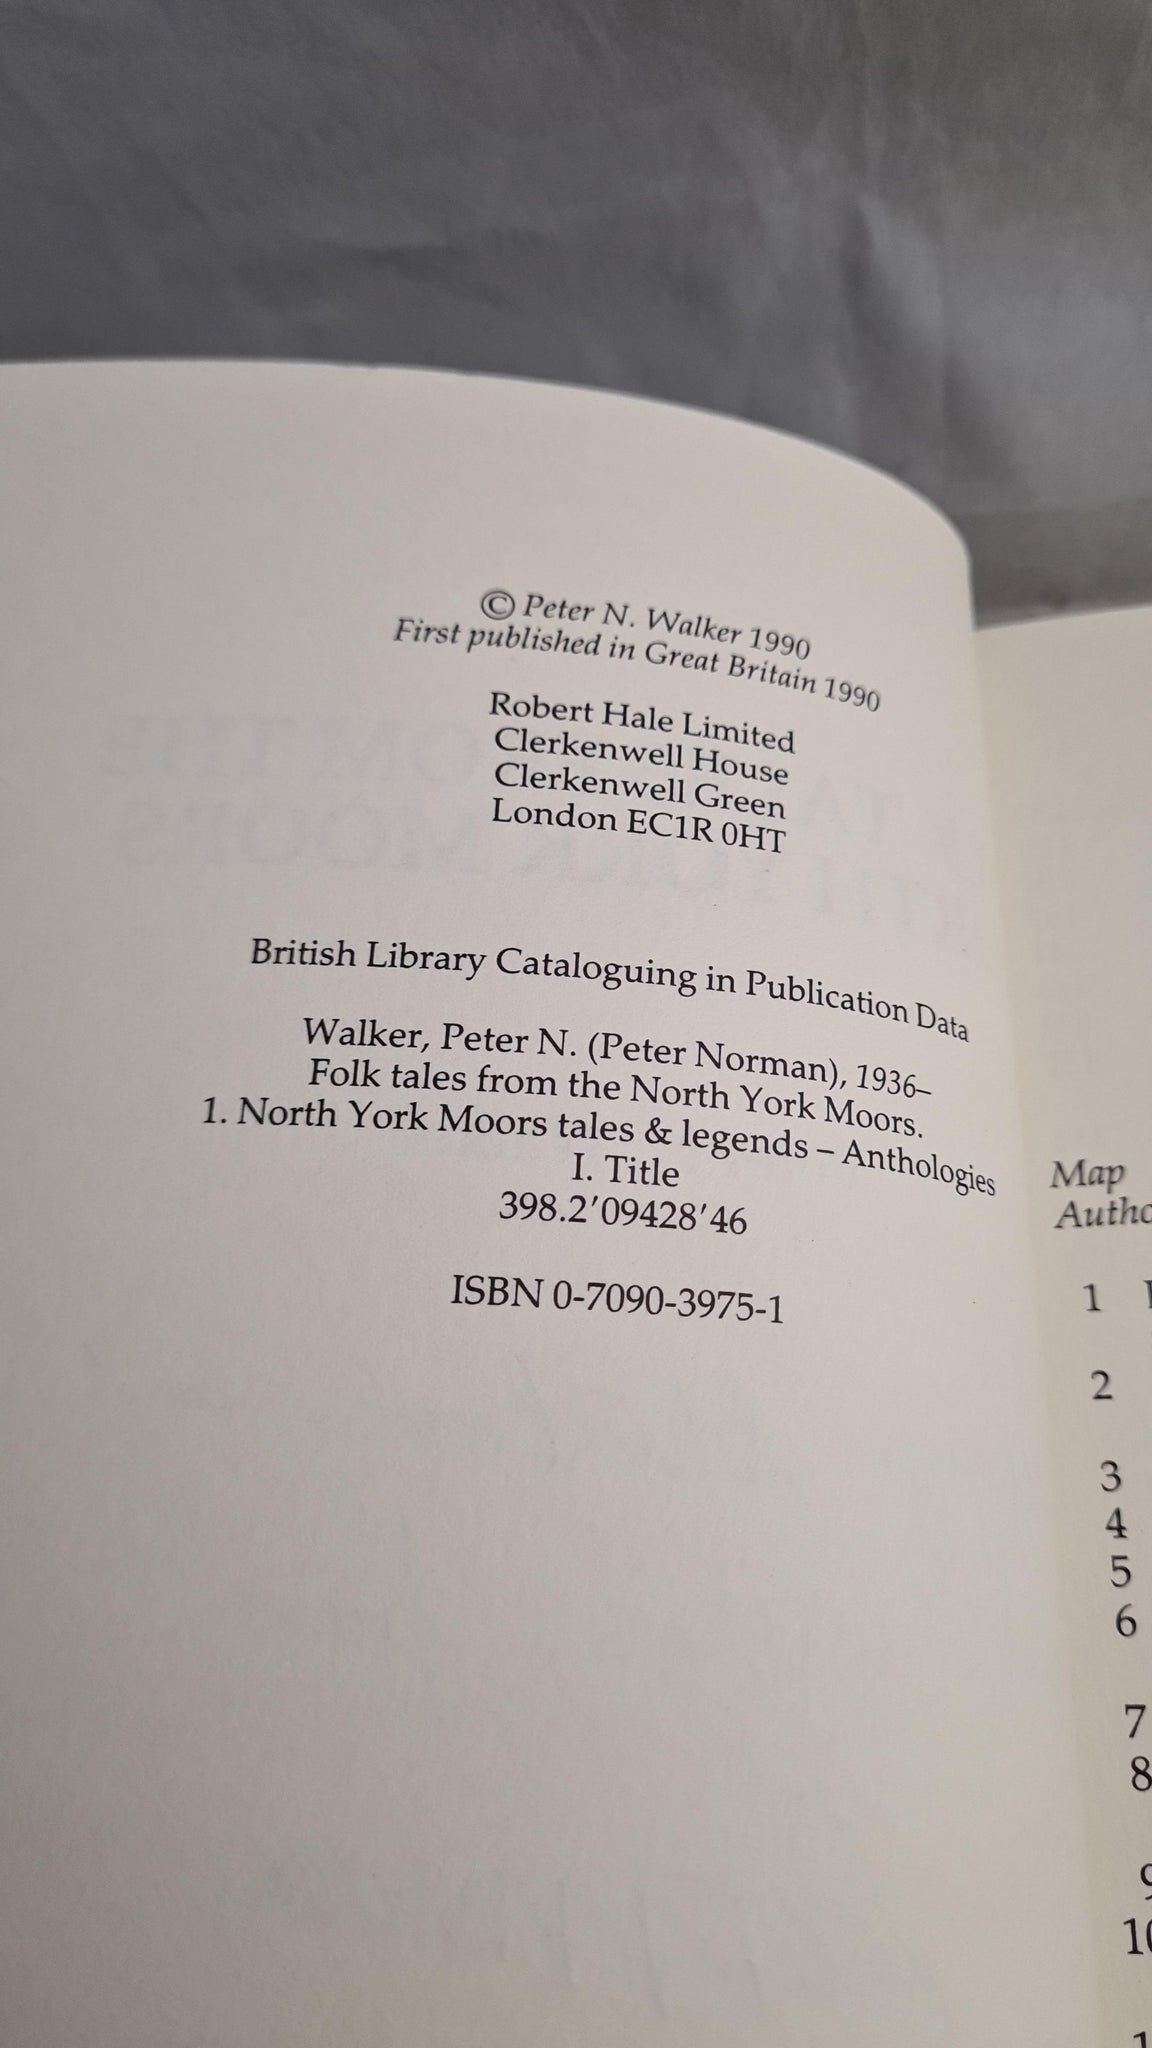 © Peter N. Walker 1990
First published in Great Britain 1990
Robert Hale Limited
Clerkenwell House
Clerkenwell Green
London EC1R 0HT
British Library Cataloguing in Publication Data
Walker, Peter N. (Peter Norman), 1936–
Folk tales from the North York Moors.
1. North York Moors tales & legends – Anthologies
I. Title
398.2′09428′46
ISBN 0-7090-3975-1
Map
1
2
3
4
5
6
7
8